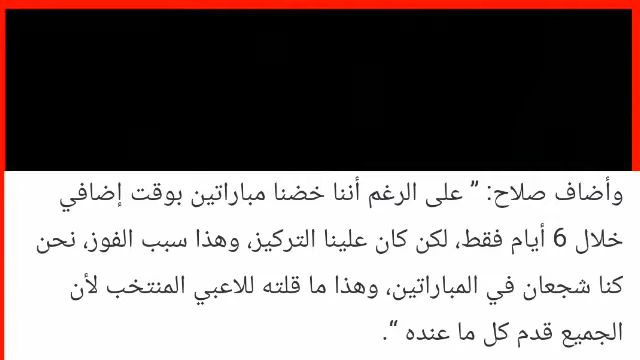 وأضاف صلاح: ” على الرغم أننا خضنا مباراتين بوقت إضافي
خلال 6 أيام فقط، لكن كان علينا التركيز، وهذا سبب الفوز، نحن
كنا شجعان في المباراتين، وهذا ما قلته للاعبي المنتخب لأن
الجميع قدم كل ما عنده “.